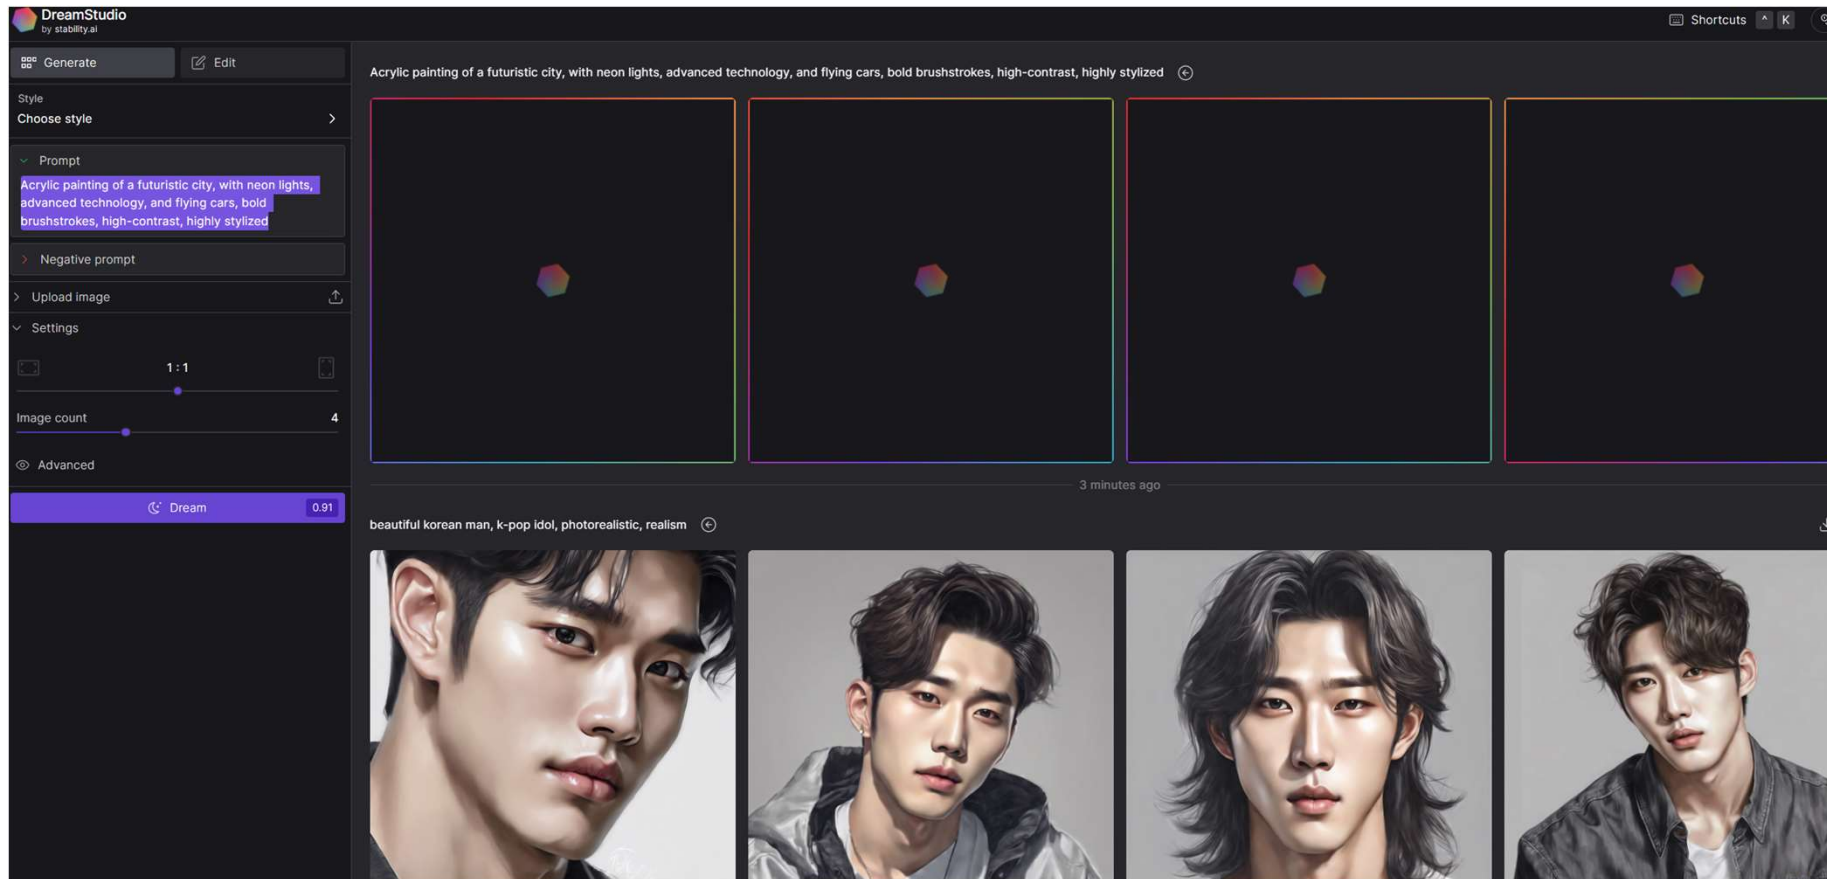 DreamStudio
by stability.ai
Shortcuts ^ K
Generate
Edit
Style
Choose style
Prompt
Acrylic painting of a futuristic city, with neon lights,
advanced technology, and flying cars, bold
brushstrokes, high-contrast, highly stylized
Negative prompt
Upload image
Settings
1 : 1
Image count 4
Advanced
Dream 0.91
Acrylic painting of a futuristic city, with neon lights, advanced technology, and flying cars, bold brushstrokes, high-contrast, highly stylized
3 minutes ago
beautiful korean man, k-pop idol, photorealistic, realism